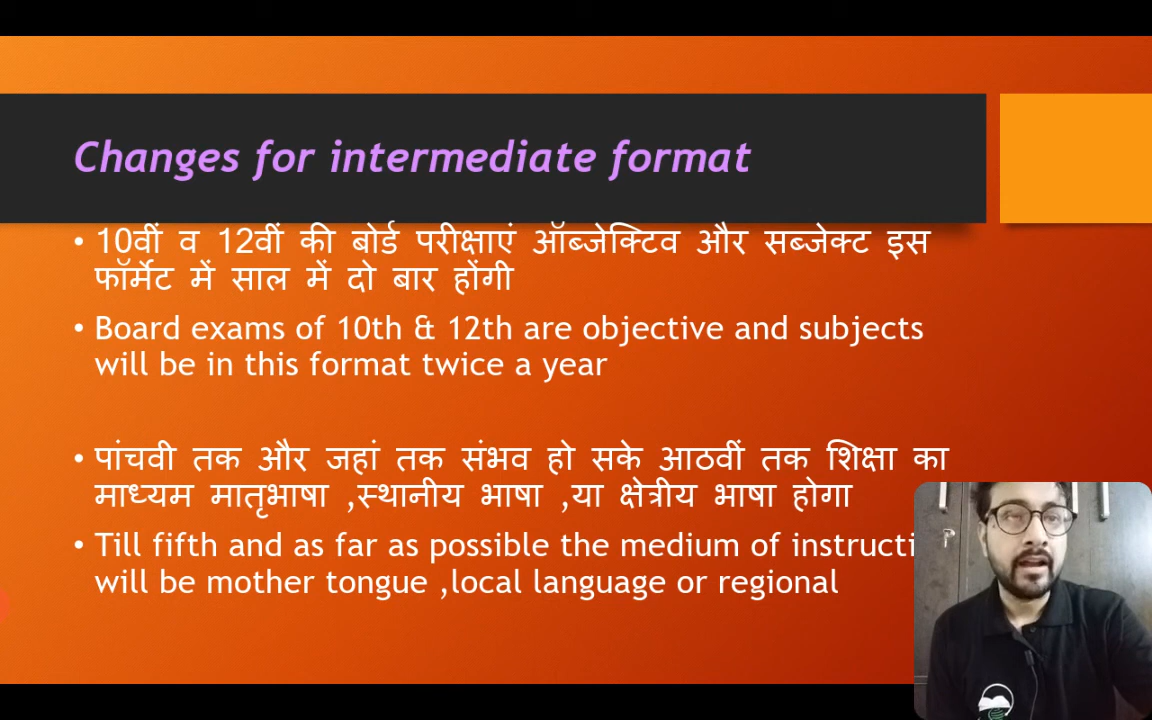 Changes for intermediate format
• 10वीं व 12वीं की बोर्ड परीक्षाएं ऑब्जेक्टिव और सब्जेक्ट इस
फॉर्मेट में साल में दो बार होंगी
• Board exams of 10th & 12th are objective and subjects
will be in this format twice a year
• पांचवी तक और जहां तक संभव हो सके आठवीं तक शिक्षा का
माध्यम मातृभाषा ,स्थानीय भाषा ,या क्षेत्रीय भाषा होगा
• Till fifth and as far as possible the medium of instructi
will be mother tongue ,local language or regional